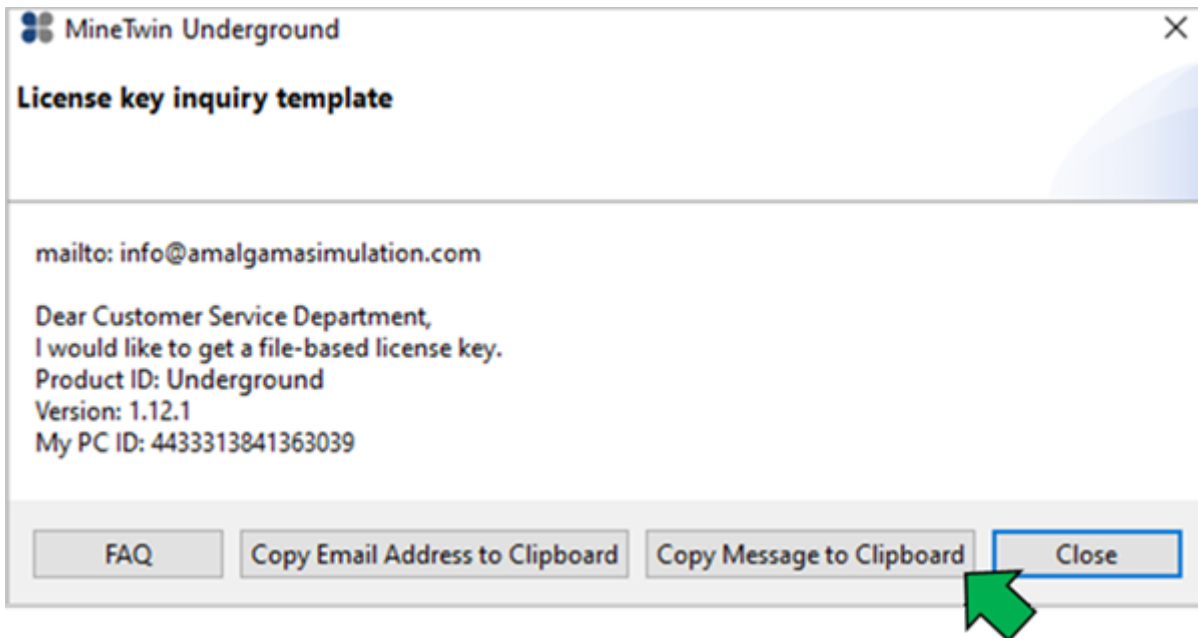 MineTwin Underground
License key inquiry template
mailto: info@amalgamasimulation.com
Dear Customer Service Department,
I would like to get a file-based license key.
Product ID: Underground
Version: 1.12.1
My PC ID: 4433313841363039
FAQ
Copy Email Address to Clipboard
Copy Message to Clipboard
Close